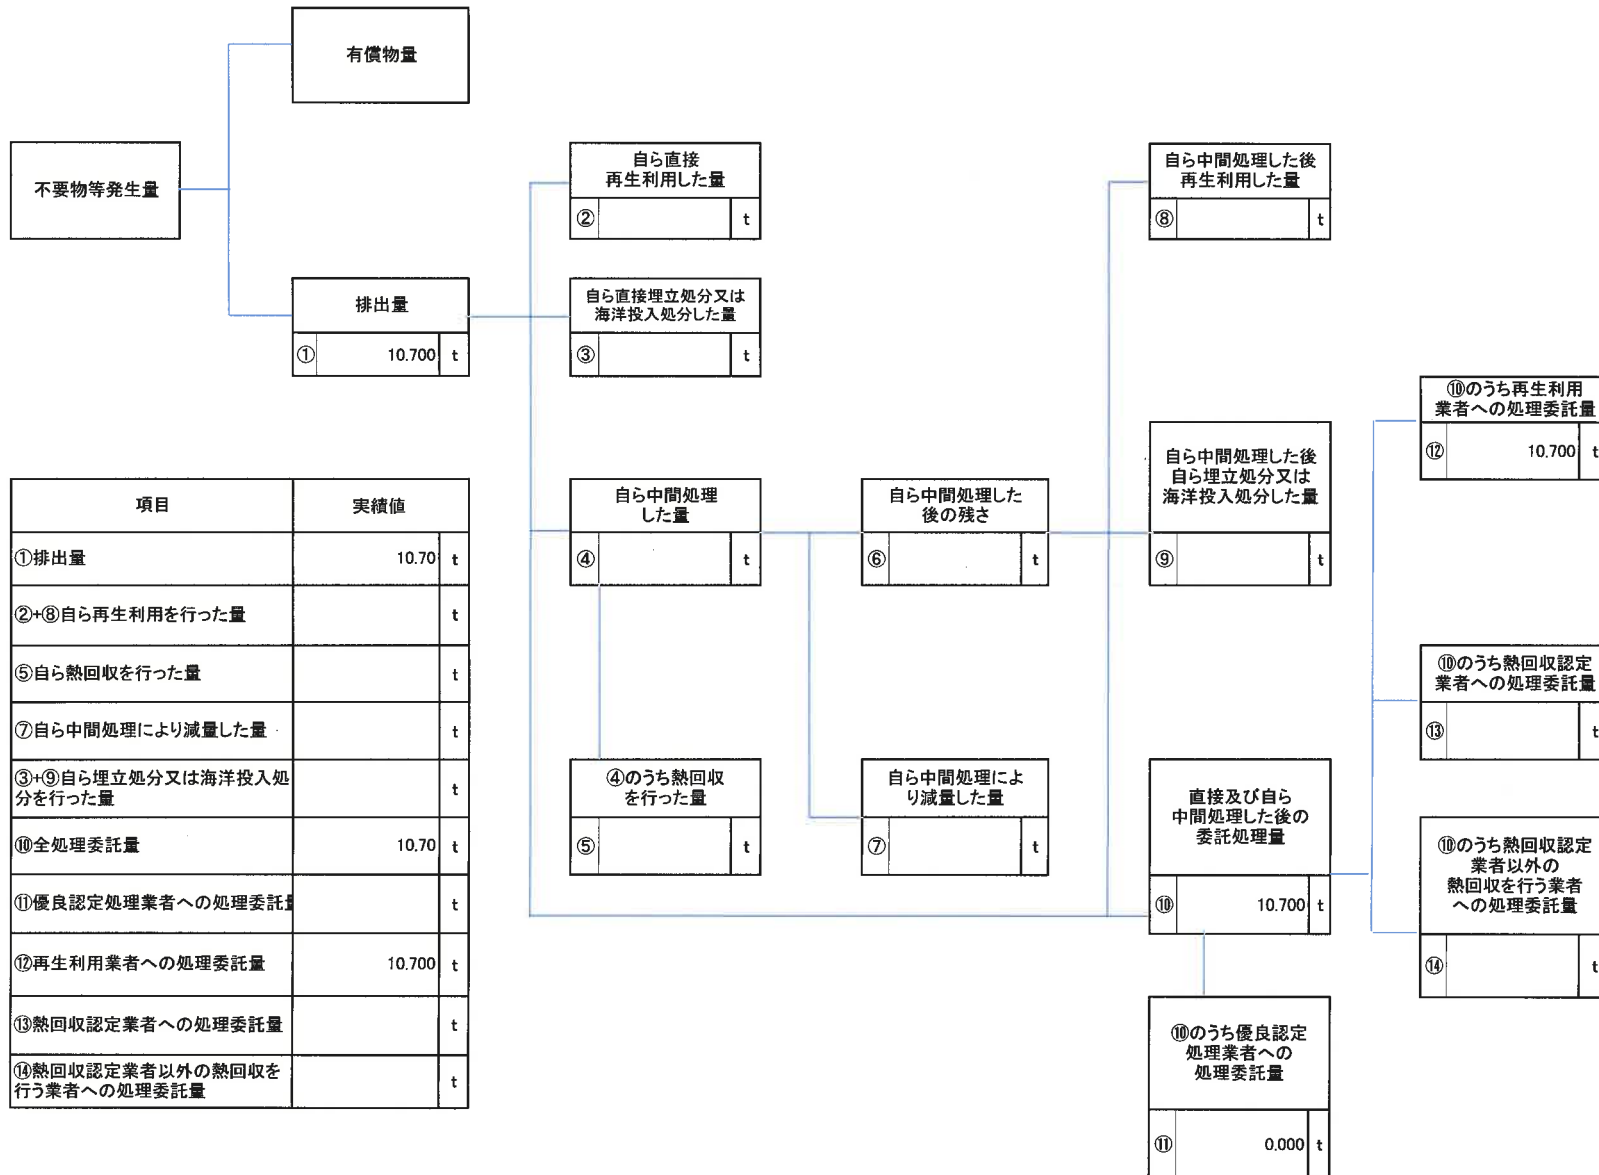 有償物量
不要物等発生量
排出量
① 10.700 t
自ら直接
再生利用した量
② t
自ら直接埋立処分又は
海洋投入処分した量
③ t
自ら中間処理
した量
④ t
④のうち熱回収
を行った量
⑤ t
自ら中間処理した
後の残さ
⑥ t
自ら中間処理によ
り減量した量
⑦ t
自ら中間処理した後
再生利用した量
⑧ t
自ら中間処理した後
自ら埋立処分又は
海洋投入処分した量
⑨ t
直接及び自ら
中間処理した後の
委託処理量
⑩ 10.700 t
⑩のうち優良認定
処理業者への
処理委託量
⑪ 0.000 t
⑩のうち再生利用
業者への処理委託量
⑫ 10.700 t
⑩のうち熱回収認定
業者への処理委託量
⑬ t
⑩のうち熱回収認定
業者以外の
熱回収を行う業者
への処理委託量
⑭ t
項目 実績値
①排出量 10.70 t
②+⑧自ら再生利用を行った量 t
⑤自ら熱回収を行った量 t
⑦自ら中間処理により減量した量 t
③+⑨自ら埋立処分又は海洋投入処
分を行った量 t
⑩全処理委託量 10.70 t
⑪優良認定処理業者への処理委託 t
⑫再生利用業者への処理委託量 10.700 t
⑬熱回収認定業者への処理委託量 t
⑭熱回収認定業者以外の熱回収を
行う業者への処理委託量 t